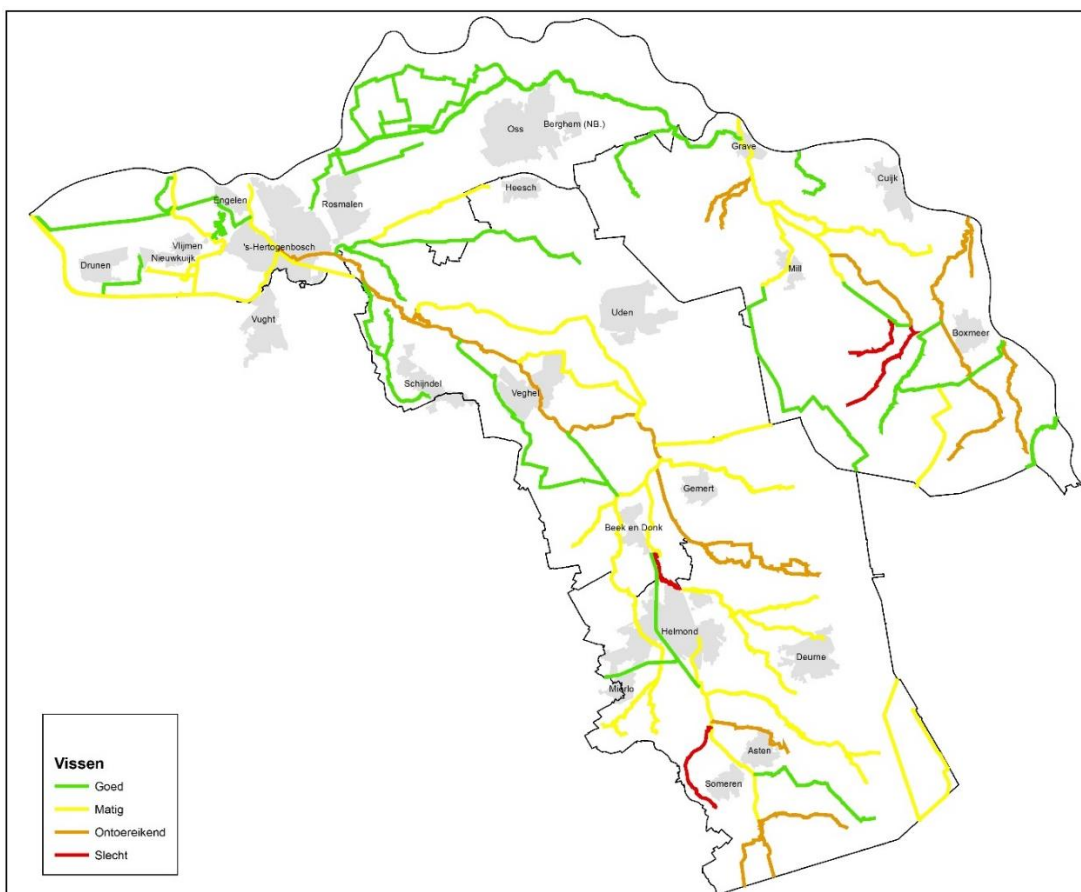 Oss
Berghem (NB.)
Grave
Cuijk
Heesch
Engelen
Rosmalen
Vlijmen
Nieuwkuijk
's-Hertogenbosch
Drunen
Mill
Vught
Uden
Boxmeer
Schijndel
Veghel
Gemert
Beek en Donk
Helmond
Deurne
Mierlo
Asten
Someren
Vissen
Goed
Matig
Ontoereikend
Slecht